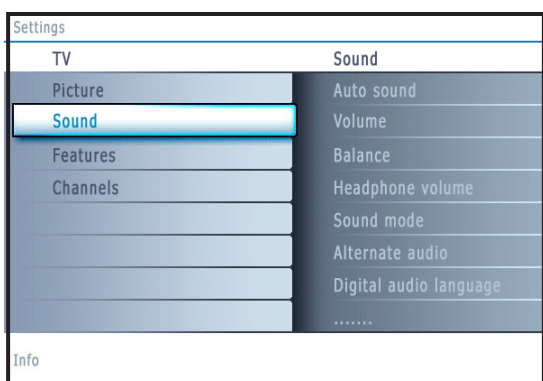 Settings
TV
Sound
Picture
Sound
Features
Channels
Auto sound
Volume
Balance
Headphone volume
Sound mode
Alternate audio
Digital audio language
.......
Info